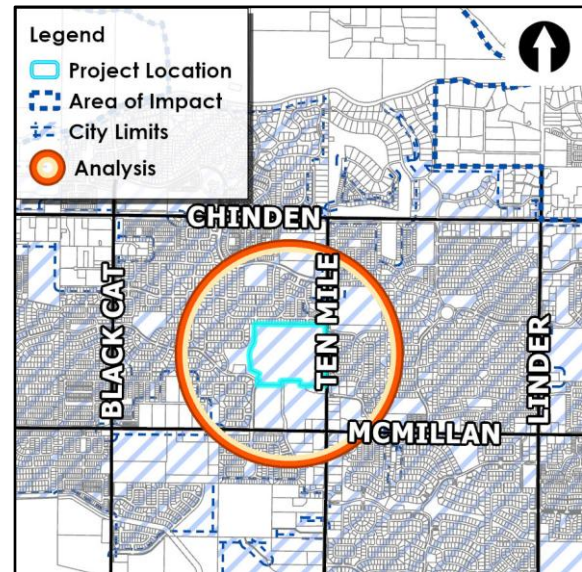 Legend
Project Location
Area of Impact
City Limits
Analysis
CHINDEN
BLACK CAT
TEN MILE
LINDER
MCMILLAN